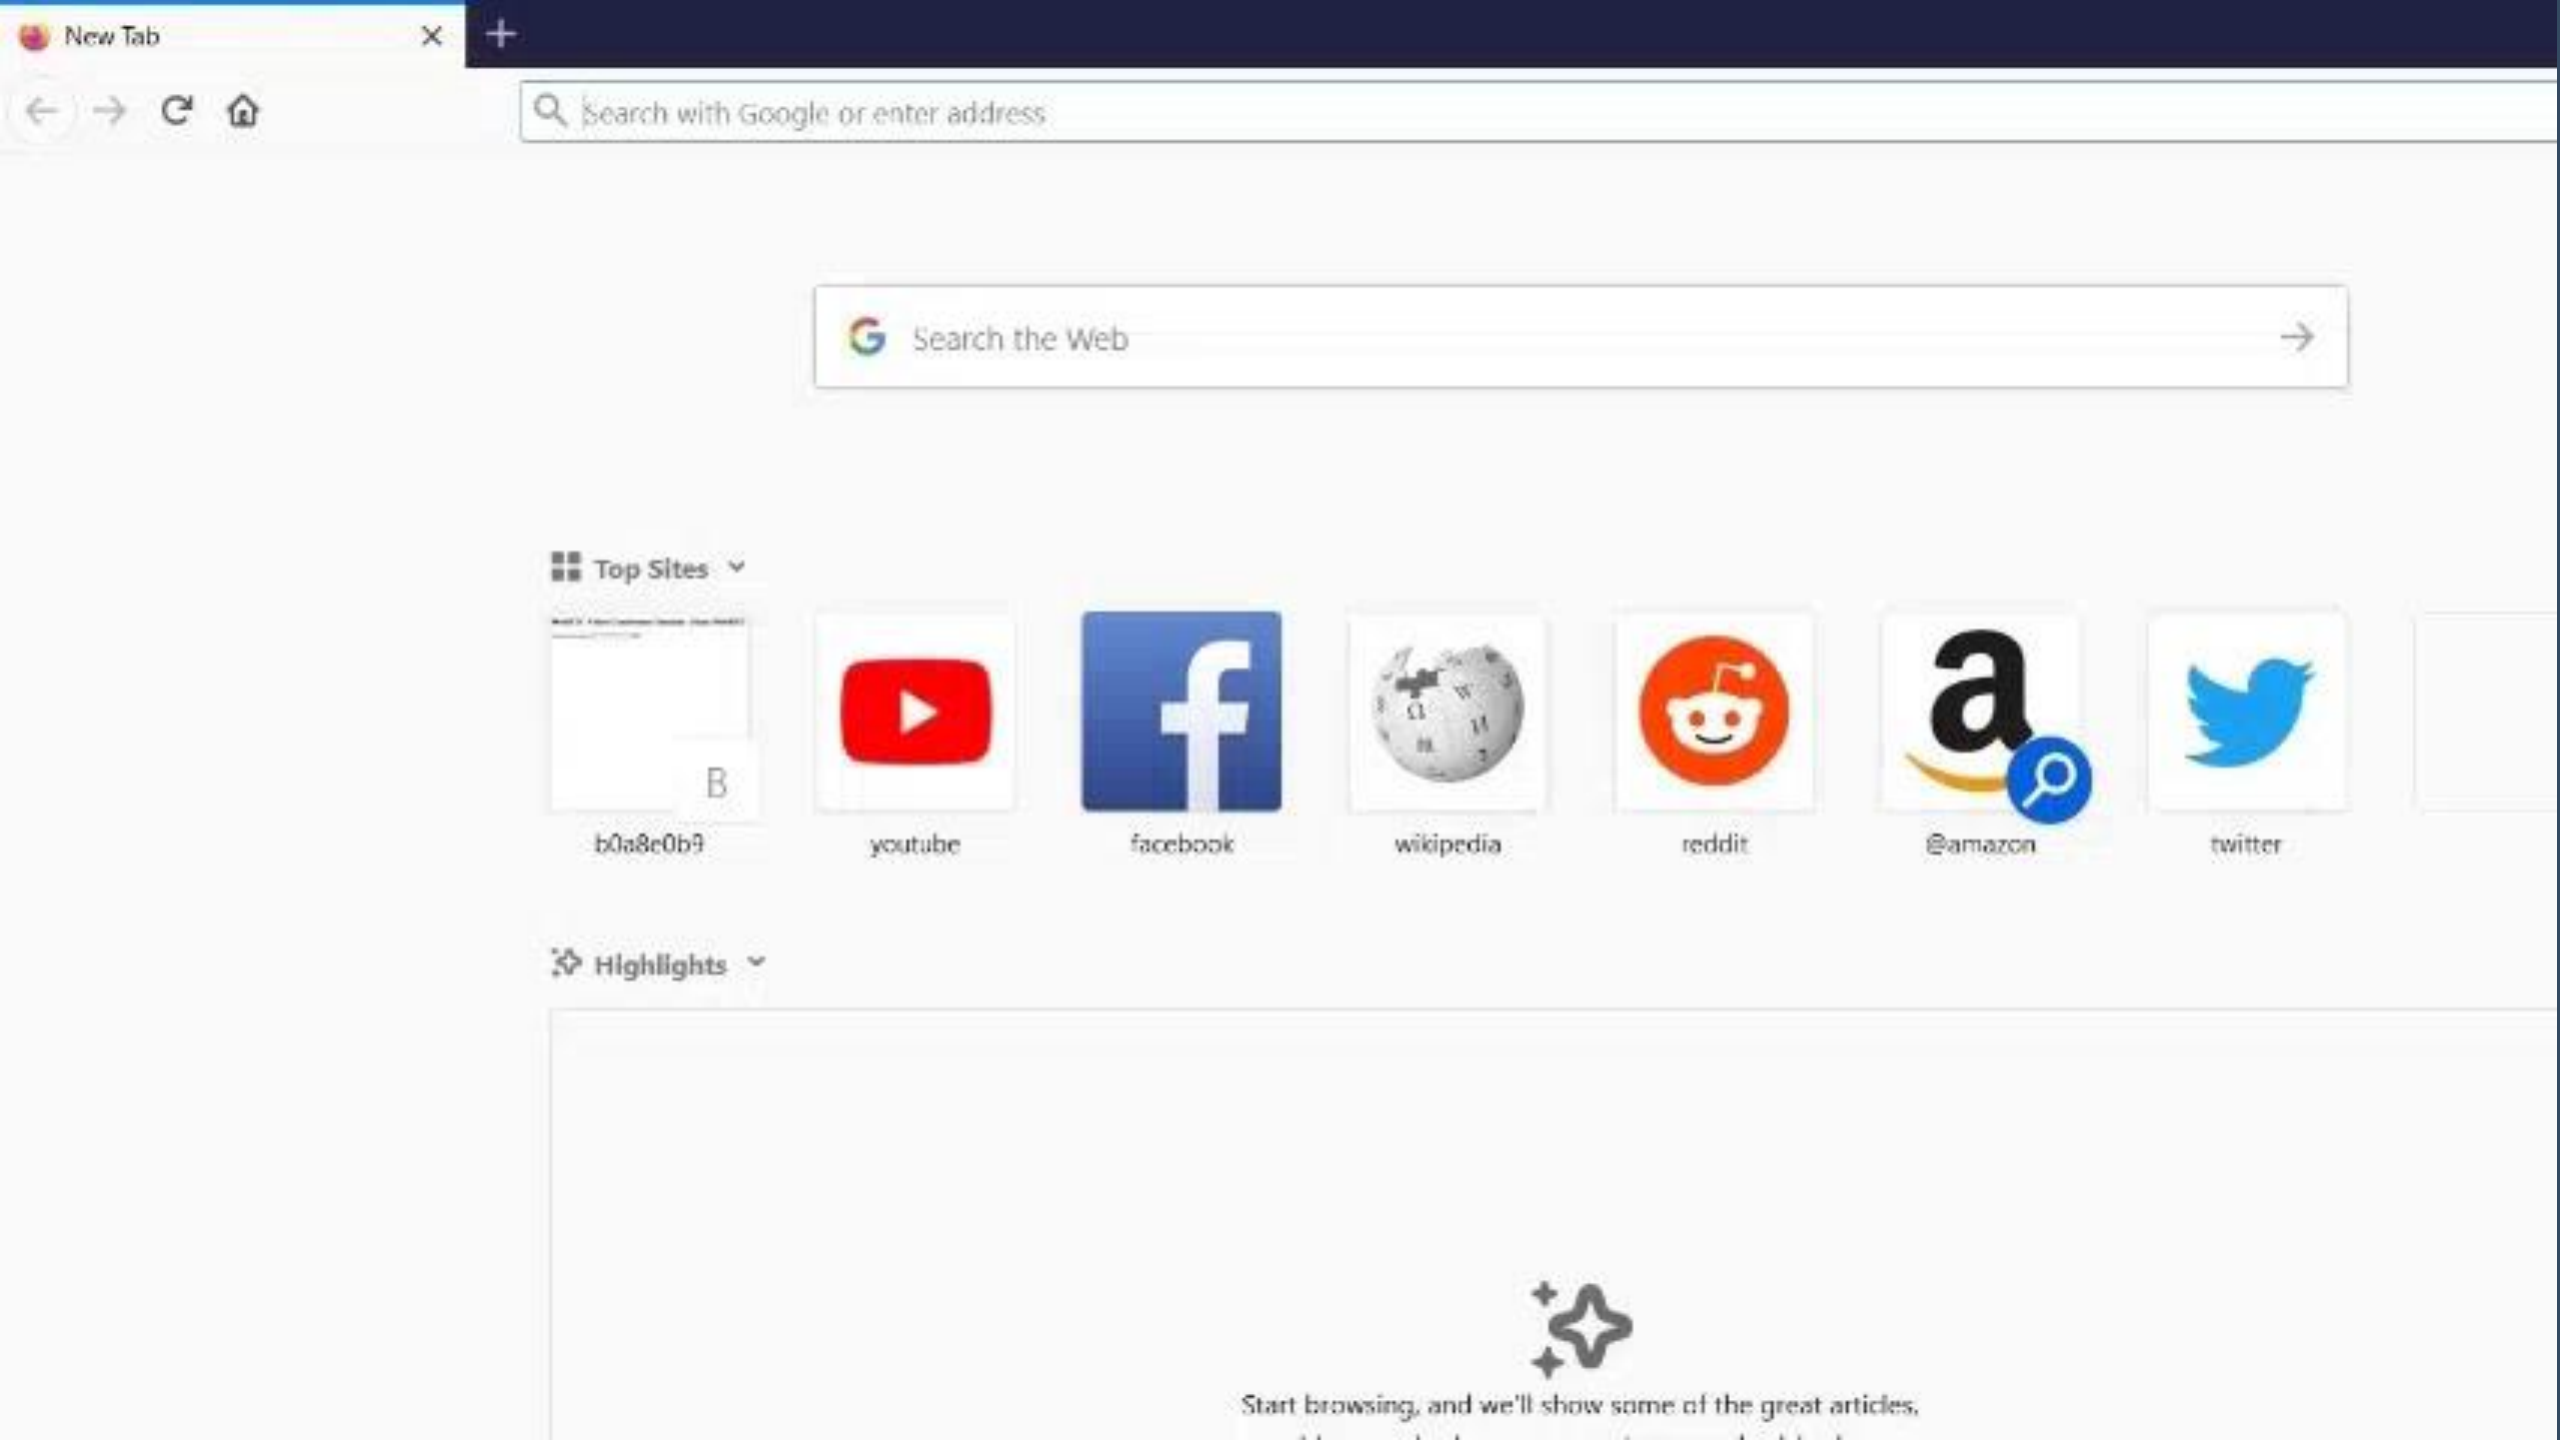 New Tab
Search with Google or enter address
Search the Web
Top Sites
B
b0a8e0b9
youtube
facebook
wikipedia
reddit
@amazon
twitter
Highlights
Start browsing, and we'll show some of the great articles,